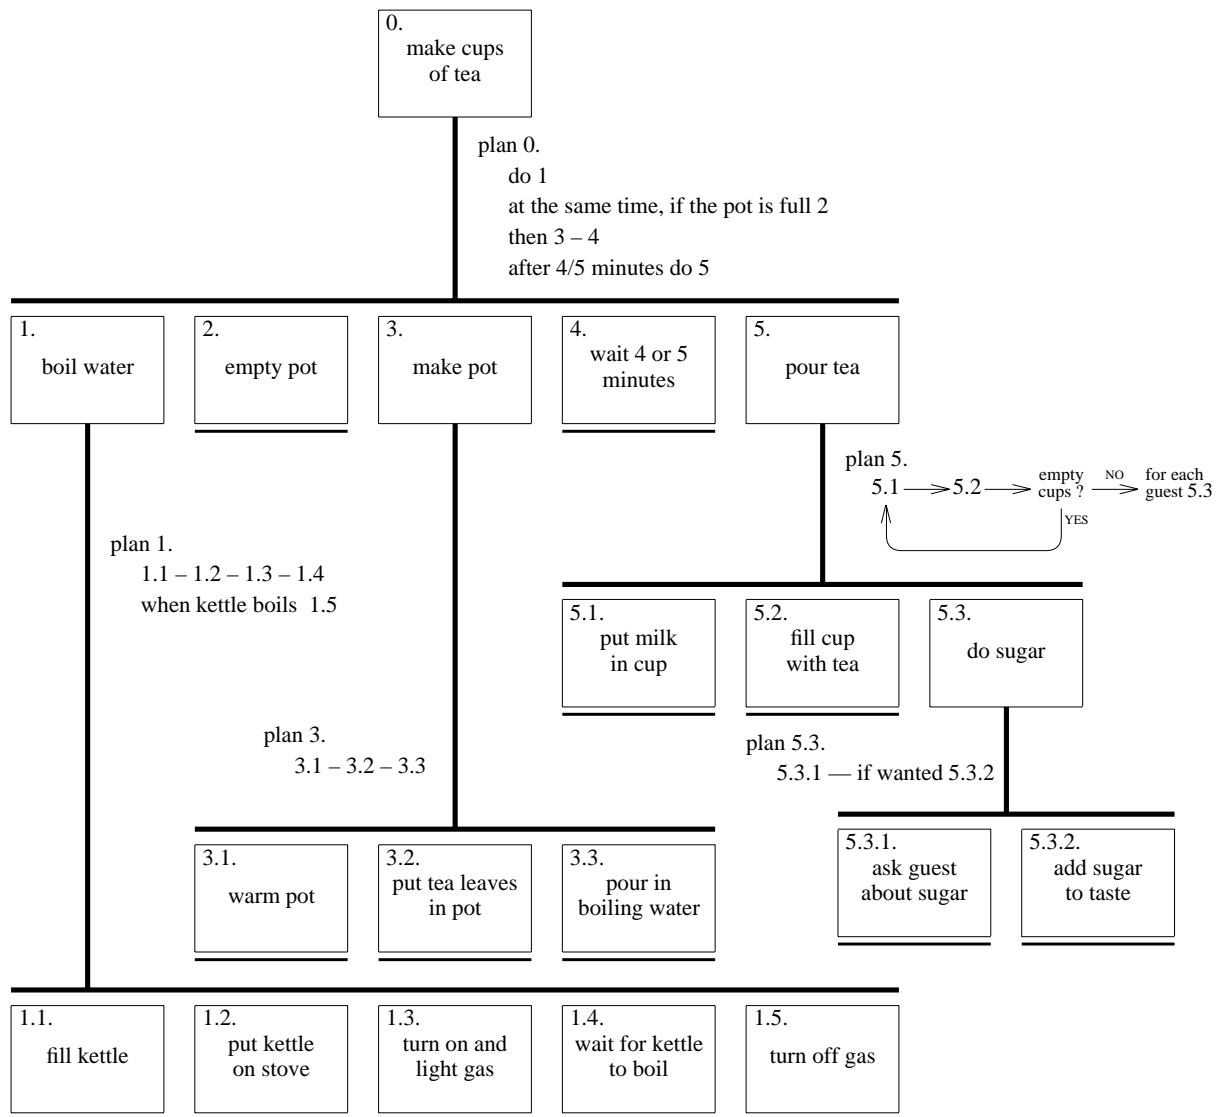 0.
make cups
of tea
plan 0.
do 1
at the same time, if the pot is full 2
then 3 – 4
after 4/5 minutes do 5
1.
boil water
2.
empty pot
3.
make pot
4.
wait 4 or 5
minutes
5.
pour tea
plan 5.
5.1
5.2
empty
cups ?
NO
for each
guest 5.3
YES
plan 1.
1.1 – 1.2 – 1.3 – 1.4
when kettle boils 1.5
5.1.
put milk
in cup
5.2.
fill cup
with tea
5.3.
do sugar
plan 3.
3.1 – 3.2 – 3.3
plan 5.3.
5.3.1 — if wanted 5.3.2
3.1.
warm pot
3.2.
put tea leaves
in pot
3.3.
pour in
boiling water
5.3.1.
ask guest
about sugar
5.3.2.
add sugar
to taste
1.1.
fill kettle
1.2.
put kettle
on stove
1.3.
turn on and
light gas
1.4.
wait for kettle
to boil
1.5.
turn off gas